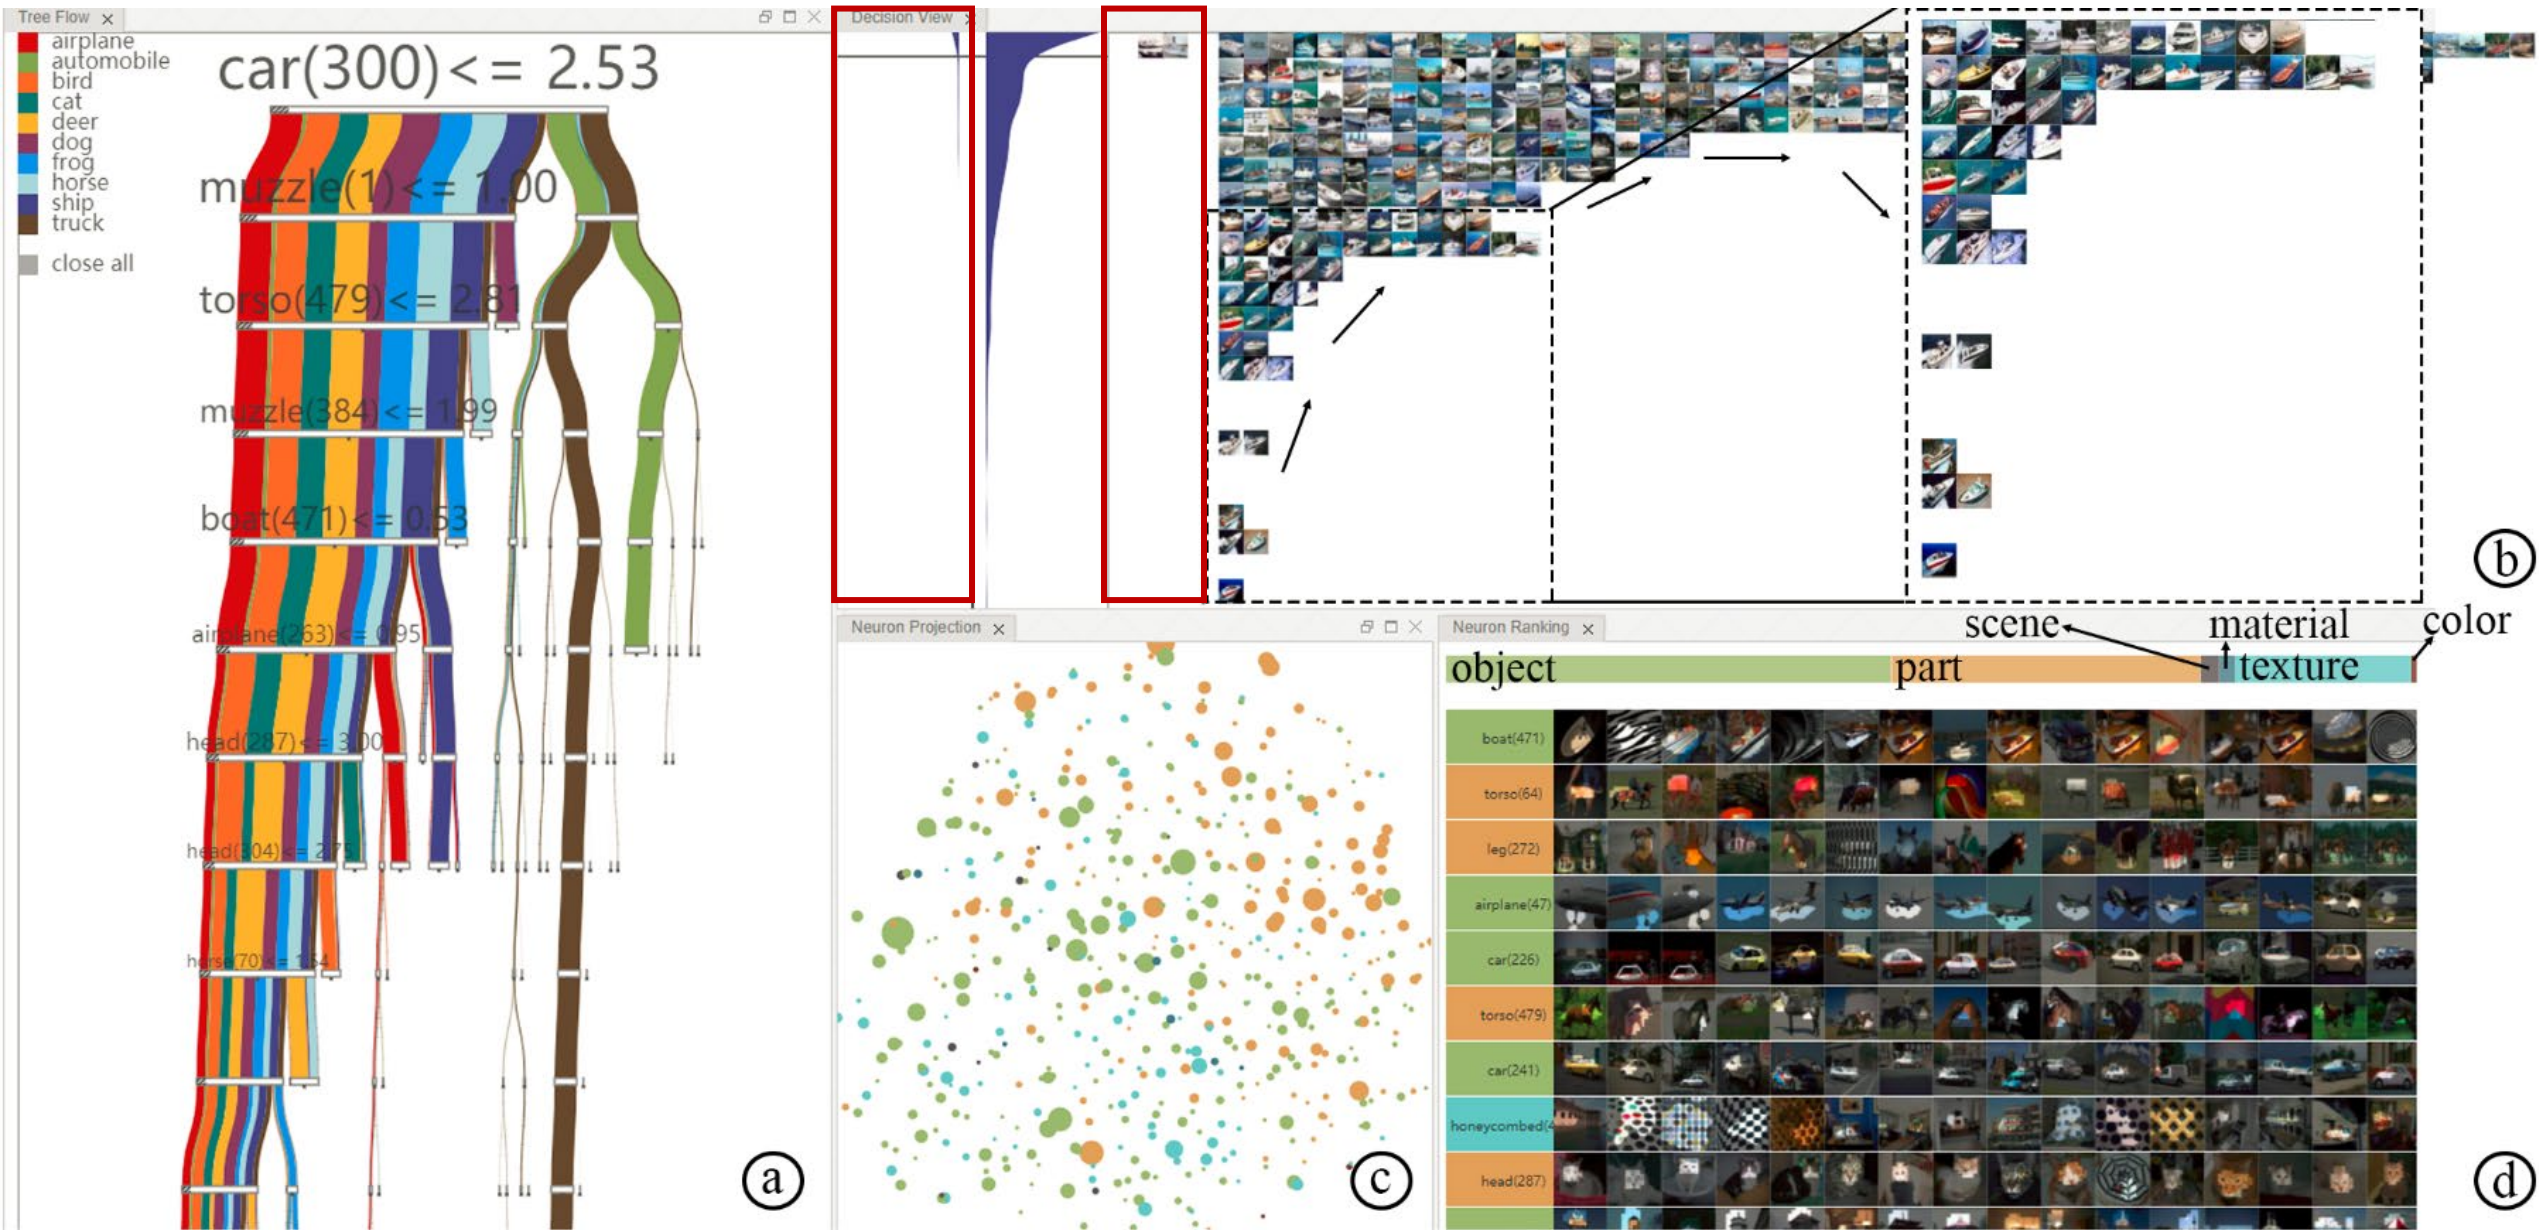 Tree Flow
airplane
automobile
bird
cat
deer
dog
frog
horse
ship
truck
close all
car(300)<= 2.53
muzzle(1)<= 1.00
torso(479)<= 2.81
muzzle(384)<= 1.99
boat(471)<= 0.53
airplane(263)<= 0.95
head(287)<= 3.00
head(304)<= 2.75
horse(70)<= 1.54
a
Decision View
b
Neuron Projection
c
Neuron Ranking
scene
material
color
object
part
texture
boat(471)
torso(64)
leg(272)
airplane(47)
car(226)
torso(479)
car(241)
honeycombed(4
head(287)
d